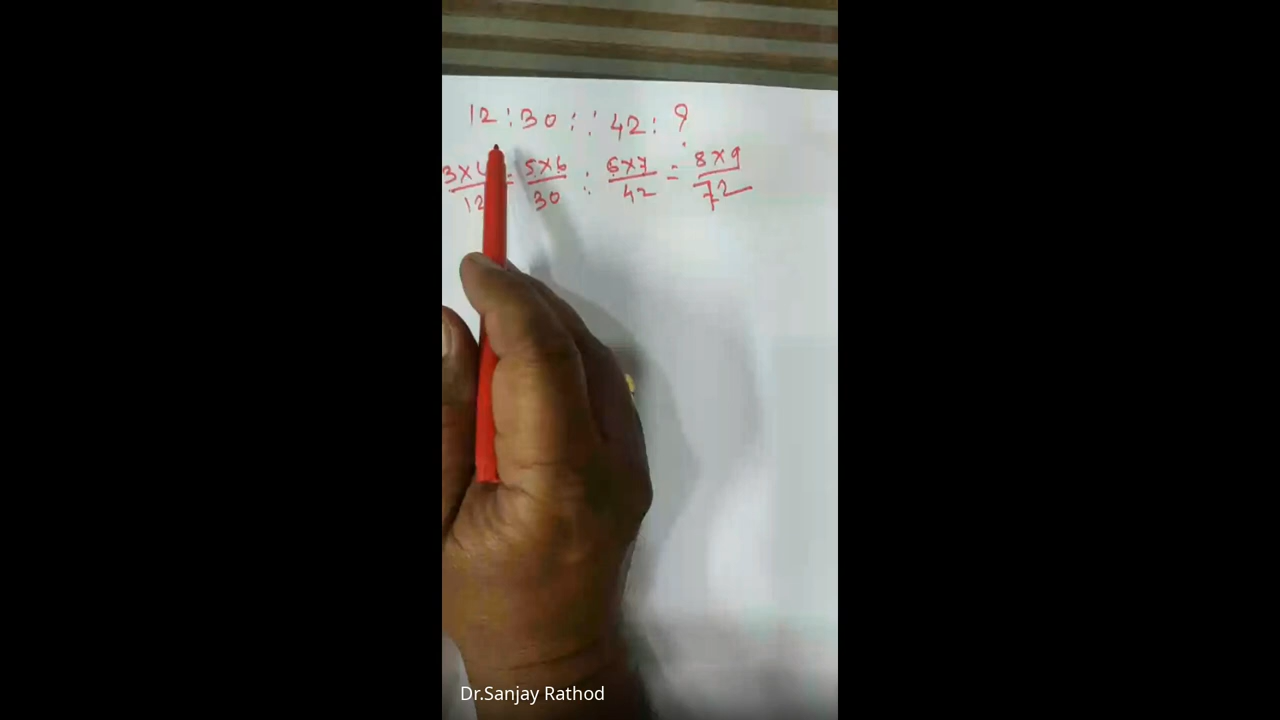 12 : 30 : : 42 : ?
3×4 = 5×6 : : 6×7 = 8×9
12 30 42 72
Dr.Sanjay Rathod